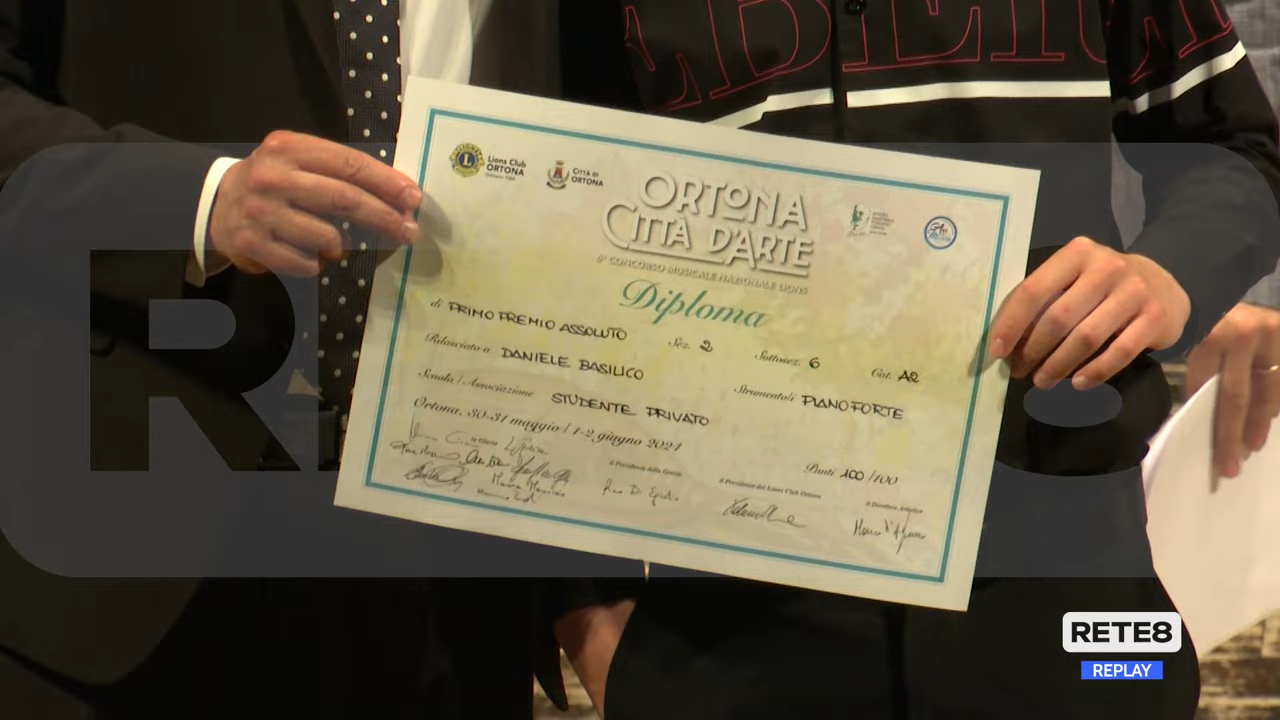 Lions Club
ORTONA
CITTÀ DI
ORTONA
ORTONA
CITTÀ D'ARTE
6° CONCORSO MUSICALE NAZIONALE LIONS
Diploma
di PRIMO PREMIO ASSOLUTO Sez. 2 Sottosez. 6 Cat. A2
Rilasciato a DANIELE BASILICO Strumento/i PIANOFORTE
Scuola/Associazione STUDENTE PRIVATO
Ortona, 30-31 maggio / 1-2 giugno 2024 Punti 100/100
la Giuria
il Presidente della Giuria
il Presidente del Lions Club Ortona
il Direttore Artistico
RETE8
REPLAY